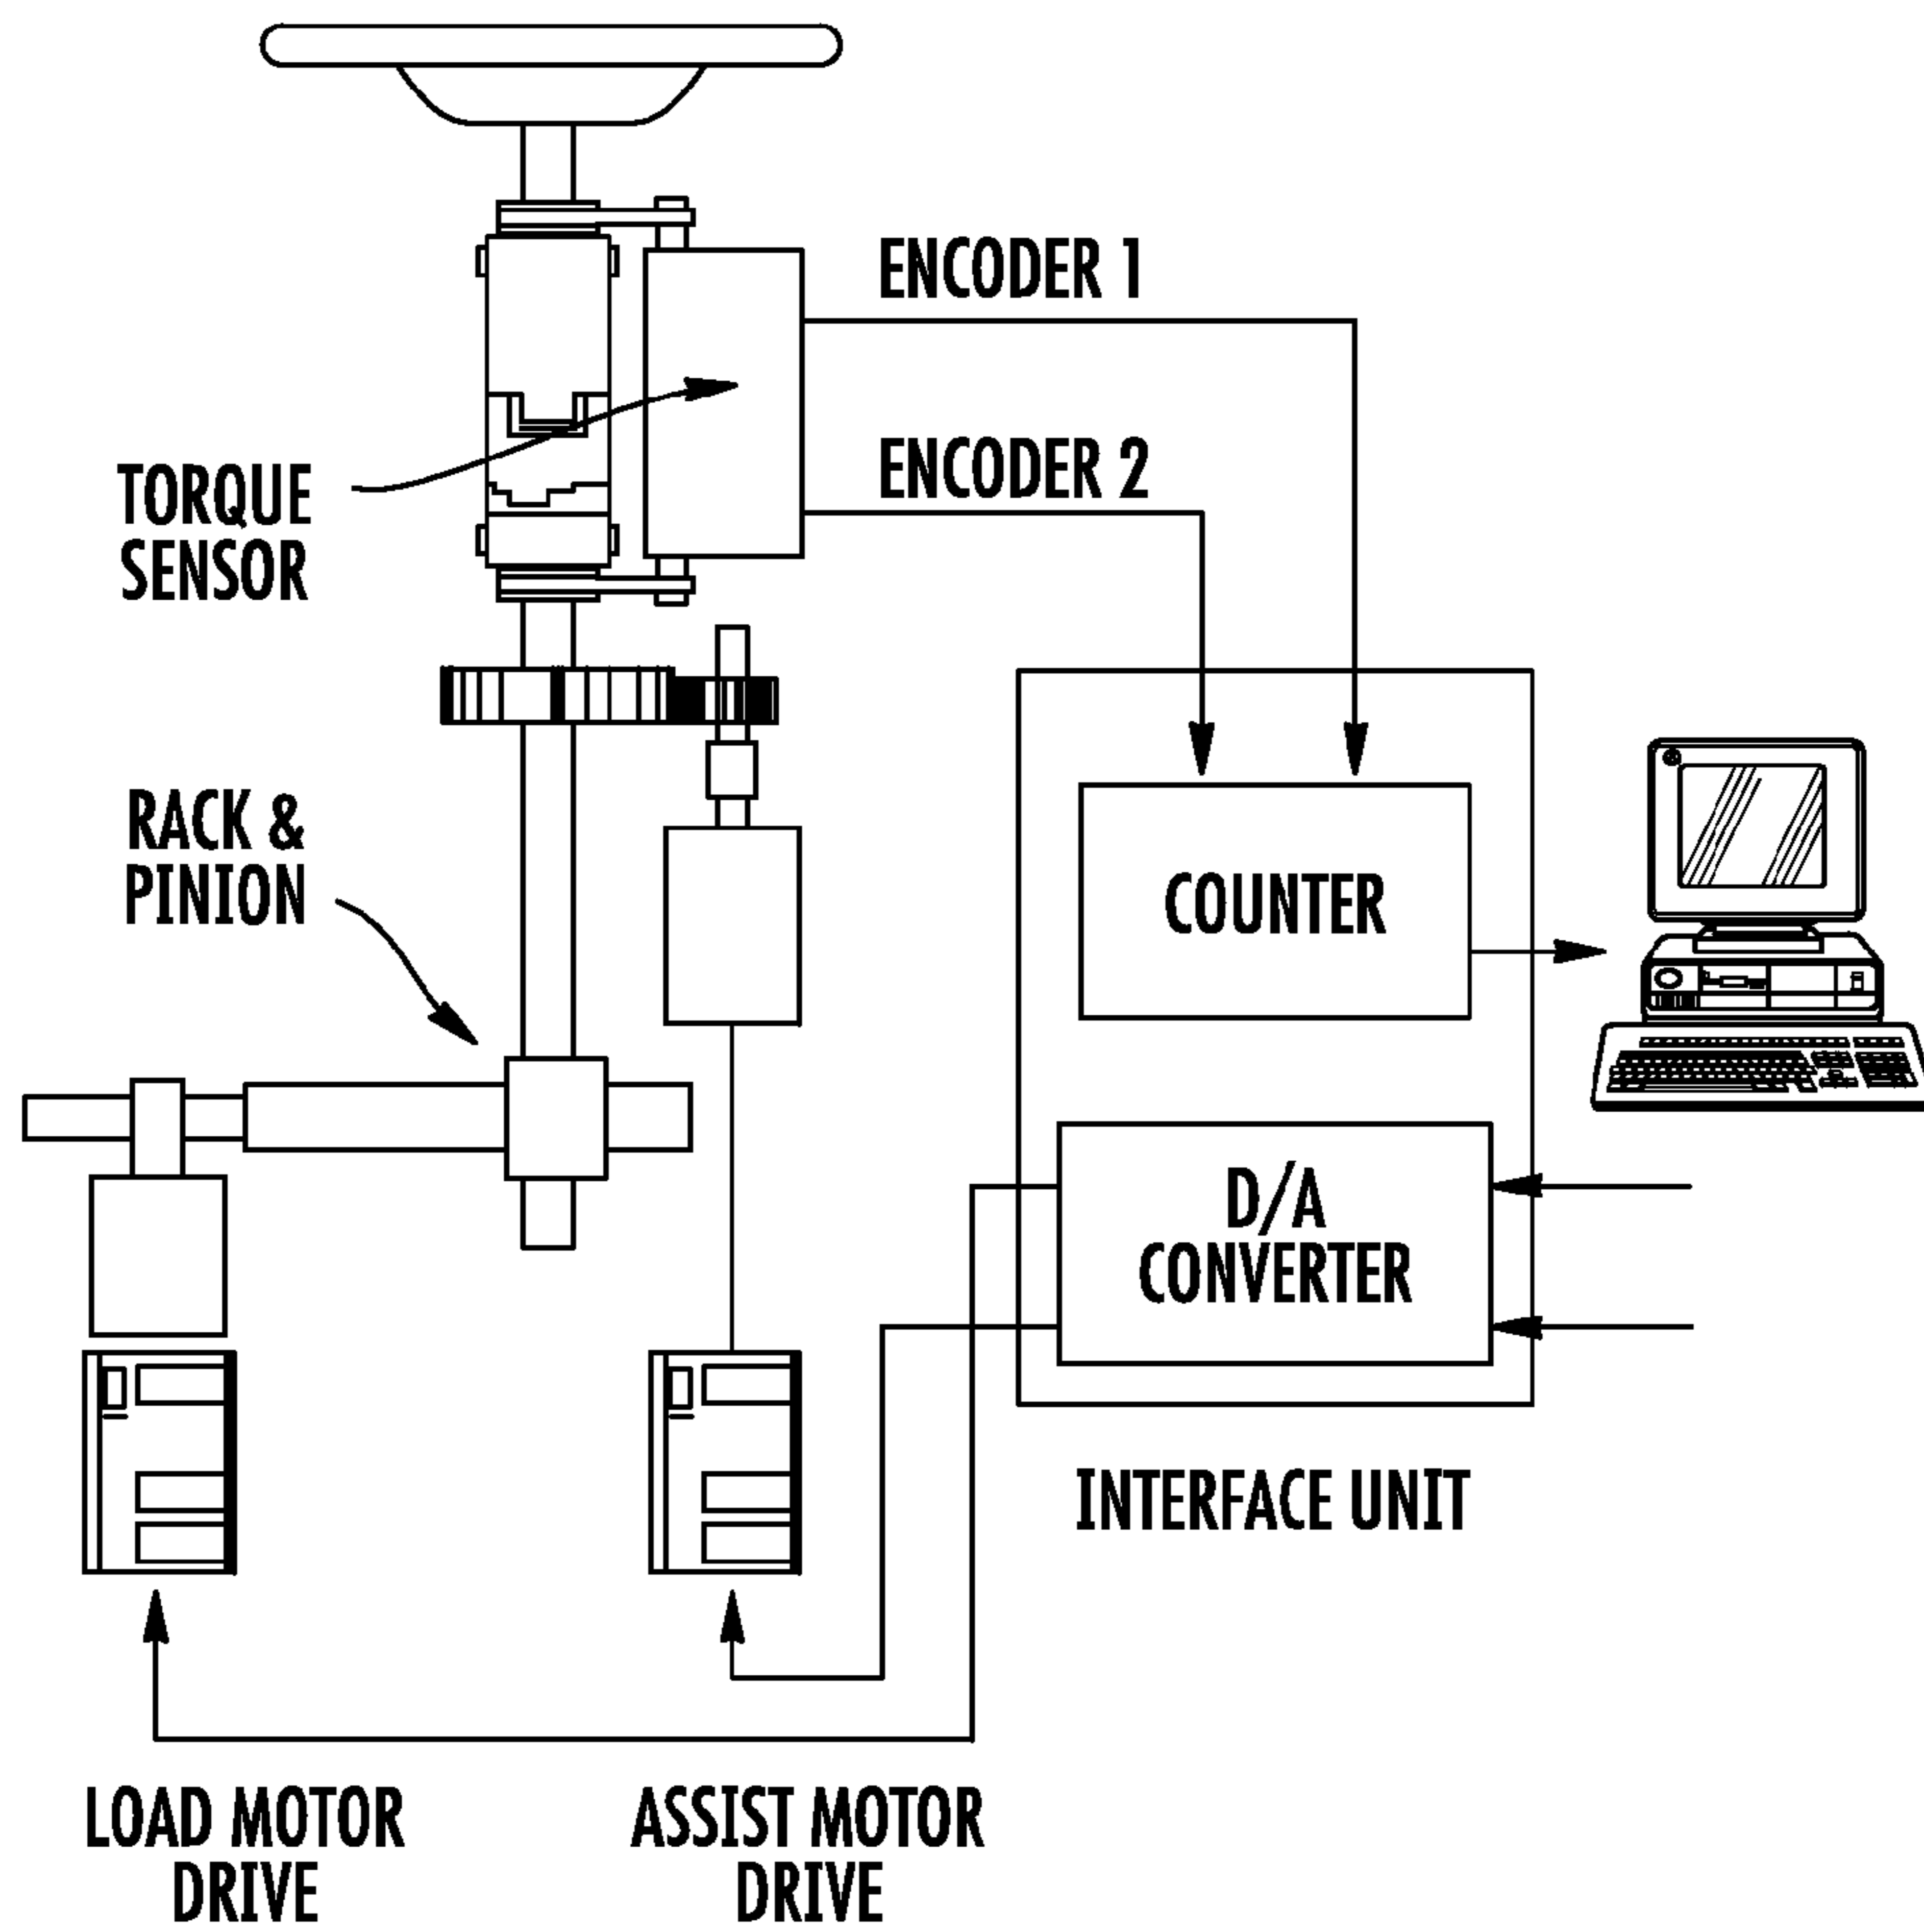 ENCODER 1
ENCODER 2
TORQUE
SENSOR
RACK &
PINION
COUNTER
D/A
CONVERTER
INTERFACE UNIT
LOAD MOTOR
DRIVE
ASSIST MOTOR
DRIVE